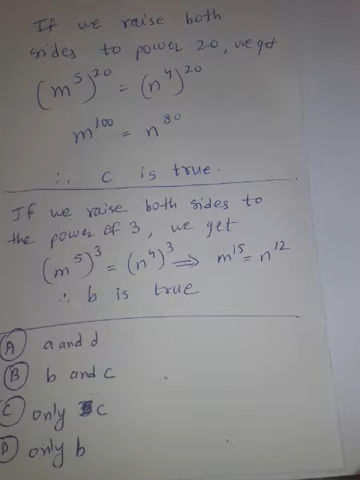 If we raise both
sides to power 20, we get
(m⁵)²⁰ = (n⁴)²⁰
m¹⁰⁰ = n⁸⁰
∴ c is true.
If we raise both sides to
the power of 3, we get
(m⁵)³ = (n⁴)³ ⟹ m¹⁵ = n¹²
∴ b is true
A a and d
B b and c
C only c
D only b